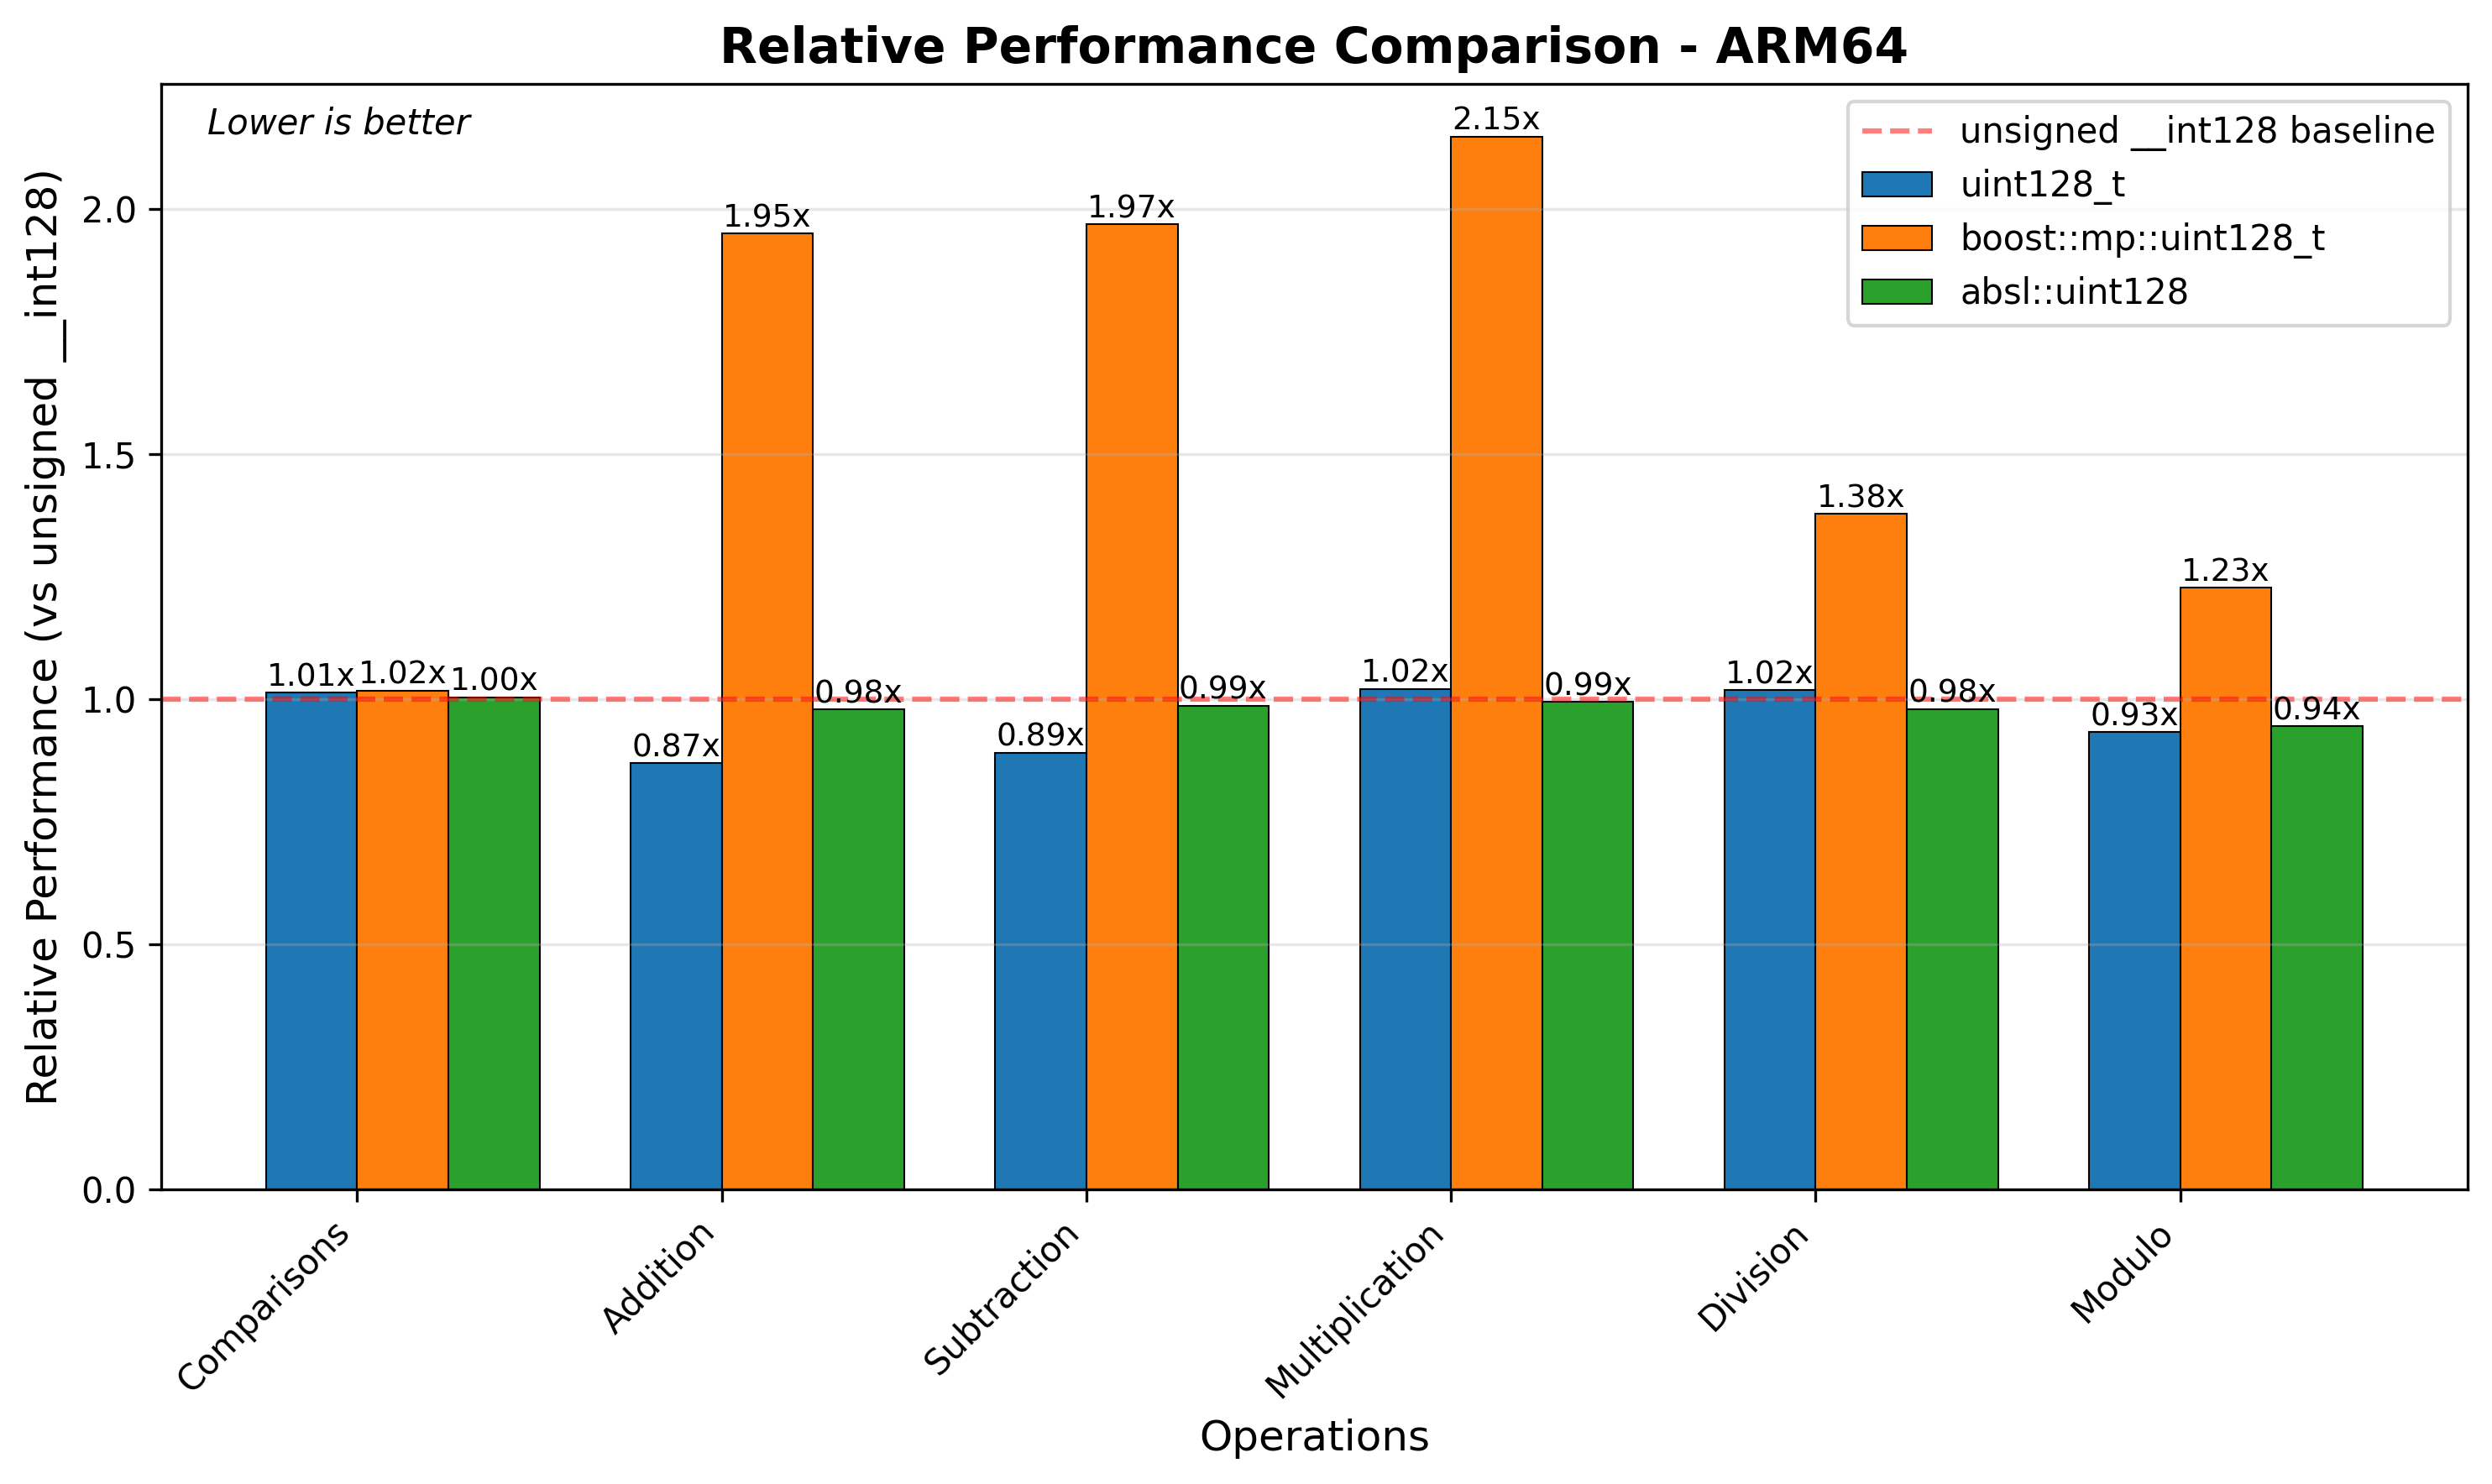 Relative Performance Comparison - ARM64
Lower is better
unsigned __int128 baseline
uint128_t
boost::mp::uint128_t
absl::uint128
Relative Performance (vs unsigned __int128)
2.0
1.5
1.0
0.5
0.0
1.01x 1.02x 1.00x
0.87x 1.95x 0.98x
0.89x 1.97x 0.99x
1.02x 2.15x 0.99x
1.02x 1.38x 0.98x
0.93x 1.23x 0.94x
Comparisons
Addition
Subtraction
Multiplication
Division
Modulo
Operations